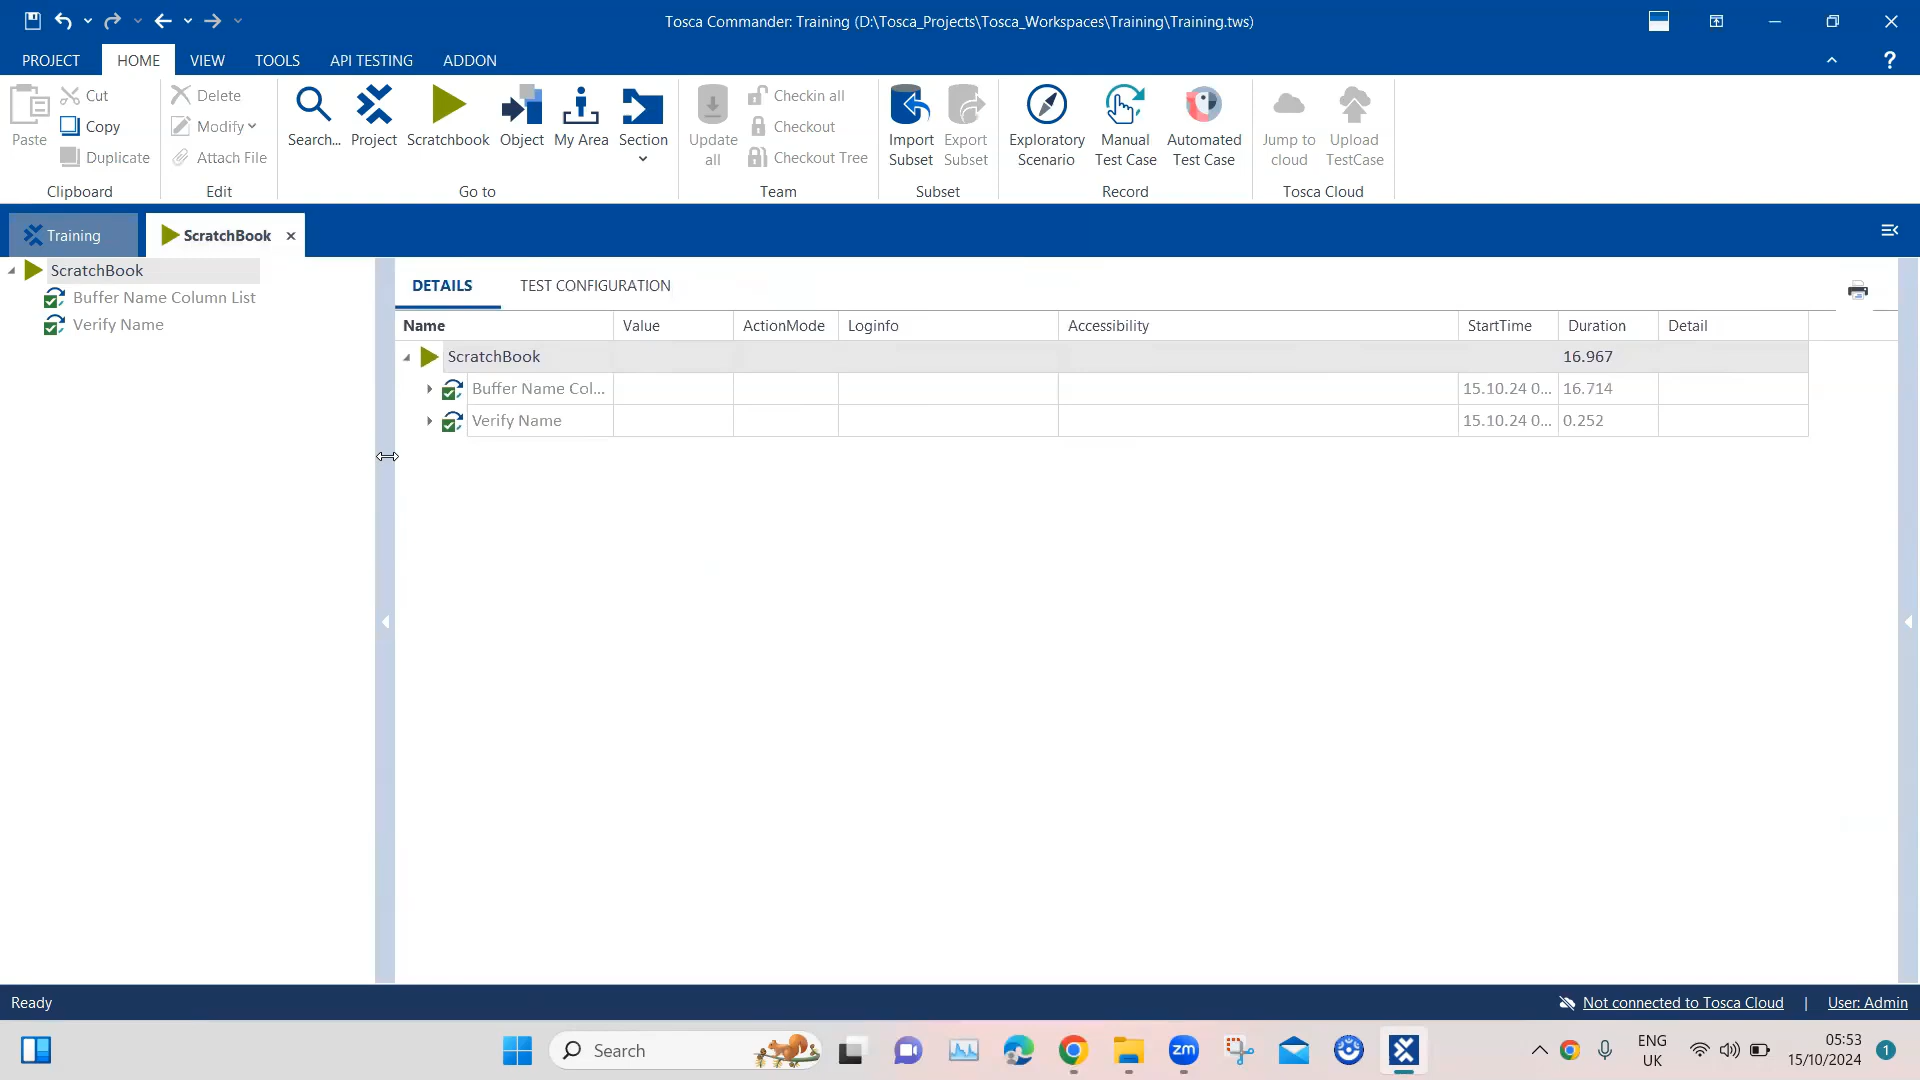 Tosca Commander: Training (D:\Tosca_Projects\Tosca_Workspaces\Training\Training.tws)
PROJECT HOME VIEW TOOLS API TESTING ADDON ?
Paste Cut Copy Duplicate
Clipboard
Delete Modify Attach File
Edit
Search... Project Scratchbook Object My Area Section
Go to
Update all Checkin all Checkout Checkout Tree
Team
Import Subset Export Subset
Subset
Exploratory Scenario Manual Test Case Automated Test Case
Record
Jump to cloud Upload TestCase
Tosca Cloud
Training ScratchBook
ScratchBook
Buffer Name Column List
Verify Name
DETAILS TEST CONFIGURATION
Name Value ActionMode Loginfo Accessibility StartTime Duration Detail
ScratchBook 16.967
Buffer Name Col... 15.10.24 0... 16.714
Verify Name 15.10.24 0... 0.252
Ready Not connected to Tosca Cloud | User: Admin
Search zm ENG UK 05:53 15/10/2024 1